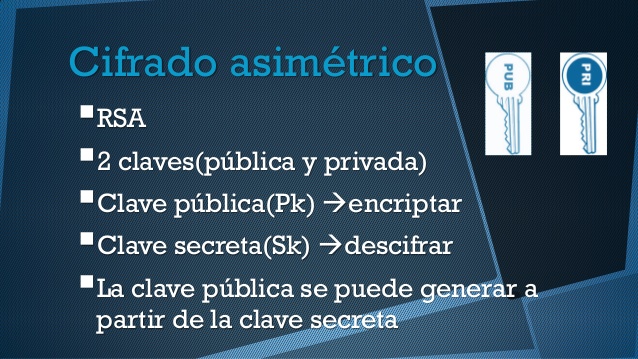 Cifrado asimétrico
PUB
PRI
▪RSA
▪2 claves(pública y privada)
▪Clave pública(Pk) →encriptar
▪Clave secreta(Sk) →descifrar
▪La clave pública se puede generar a
partir de la clave secreta